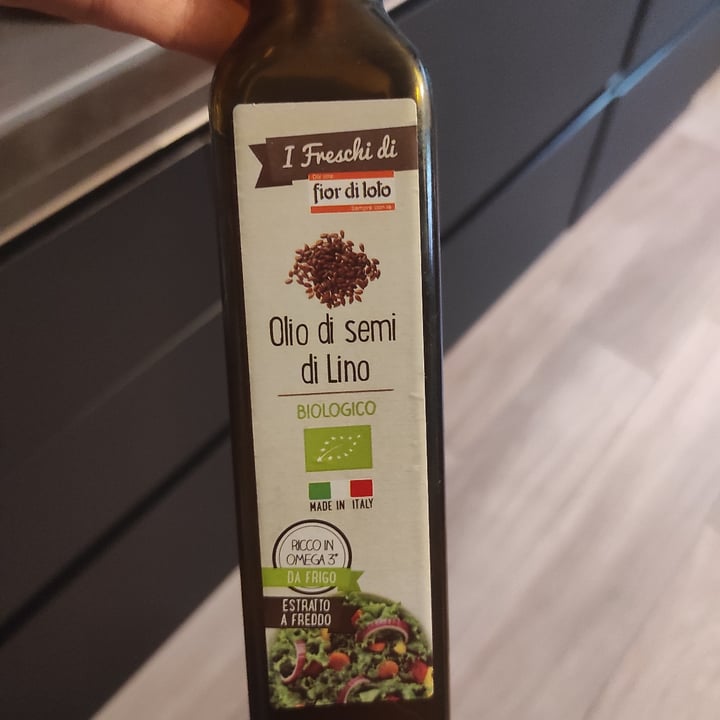 I Freschi di
fior di loto
Olio di semi
di Lino
BIOLOGICO
MADE IN ITALY
RICCO IN
OMEGA 3*
DA FRIGO
ESTRATTO
A FREDDO